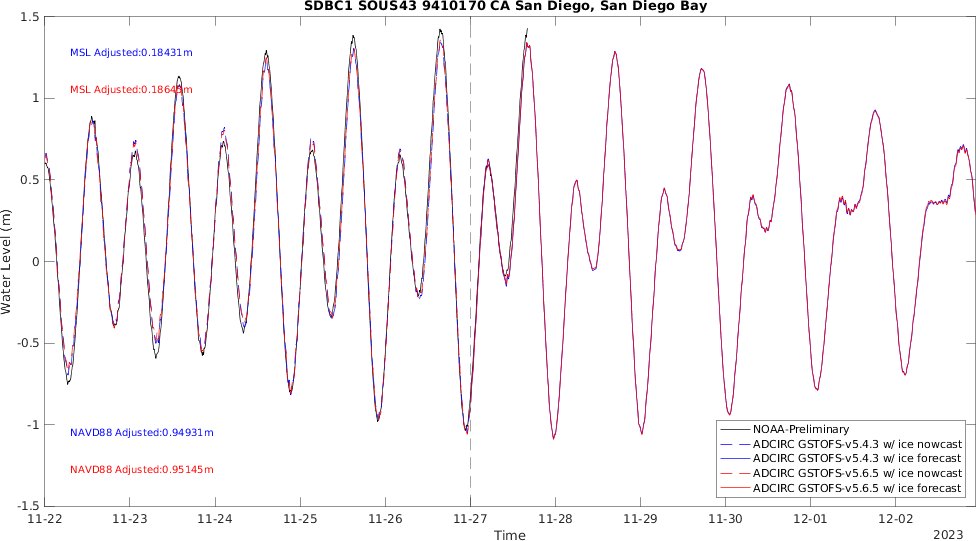 SDBC1 SOUS43 9410170 CA San Diego, San Diego Bay
1.5
1
0.5
0
-0.5
-1
-1.5
Water Level (m)
MSL Adjusted:0.18431m
MSL Adjusted:0.1864
NAVD88 Adjusted:0.94931m
NAVD88 Adjusted:0.95145m
NOAA-Preliminary
ADCIRC GSTOFS-v5.4.3 w/ ice nowcast
ADCIRC GSTOFS-v5.4.3 w/ ice forecast
ADCIRC GSTOFS-v5.6.5 w/ ice nowcast
ADCIRC GSTOFS-v5.6.5 w/ ice forecast
11-22 11-23 11-24 11-25 11-26 11-27 11-28 11-29 11-30 12-01 12-02
Time
2023